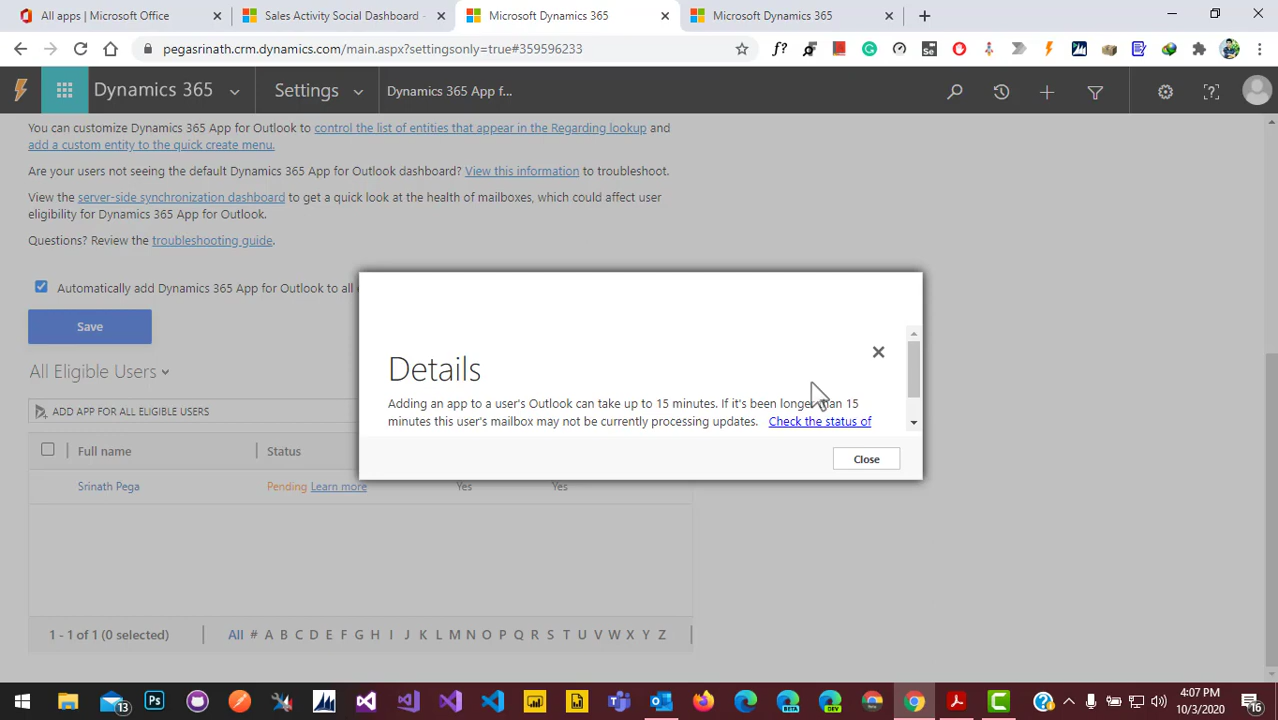 All apps | Microsoft Office
Sales Activity Social Dashboard -
Microsoft Dynamics 365
Microsoft Dynamics 365
pegasrinath.crm.dynamics.com/main.aspx?settingsonly=true#359596233
Dynamics 365
Settings
Dynamics 365 App f...
You can customize Dynamics 365 App for Outlook to control the list of entities that appear in the Regarding lookup and
add a custom entity to the quick create menu.
Are your users not seeing the default Dynamics 365 App for Outlook dashboard? View this information to troubleshoot.
View the server-side synchronization dashboard to get a quick look at the health of mailboxes, which could affect user
eligibility for Dynamics 365 App for Outlook.
Questions? Review the troubleshooting guide.
Automatically add Dynamics 365 App for Outlook to all
Save
Details
Adding an app to a user's Outlook can take up to 15 minutes. If it's been longer than 15
minutes this user's mailbox may not be currently processing updates. Check the status of
Close
All Eligible Users
ADD APP FOR ALL ELIGIBLE USERS
Full name
Status
Srinath Pega
Pending Learn more
Yes
Yes
1 - 1 of 1 (0 selected)
All # A B C D E F G H I J K L M N O P Q R S T U V W X Y Z
4:07 PM
10/3/2020
13
16